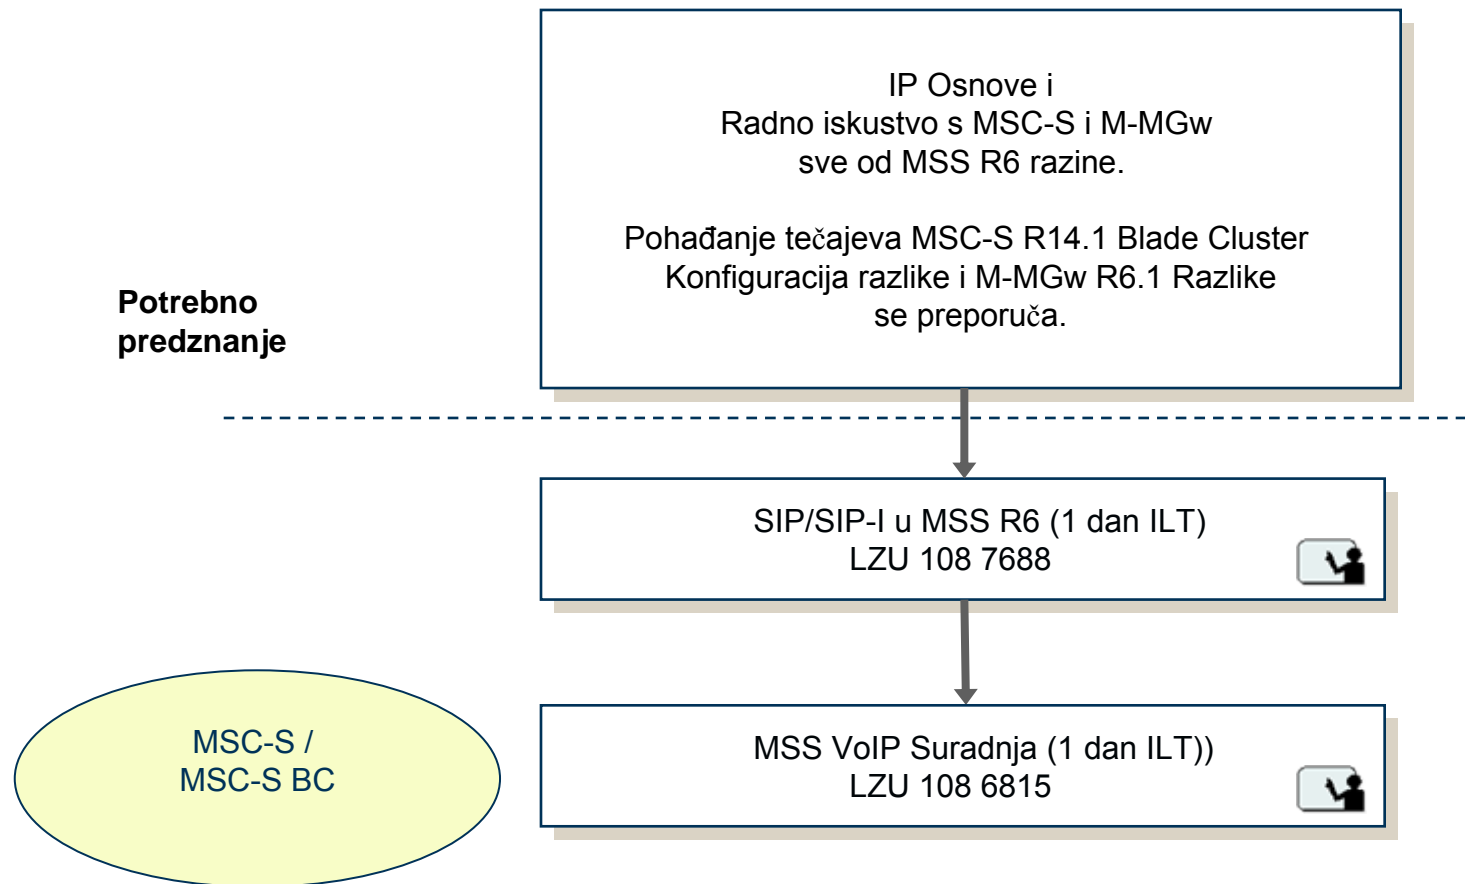 IP Osnove i
Radno iskustvo s MSC-S i M-MGw
sve od MSS R6 razine.
Pohađanje tečajeva MSC-S R14.1 Blade Cluster
Konfiguracija razlike i M-MGw R6.1 Razlike
se preporuča.
Potrebno
predznanje
SIP/SIP-I u MSS R6 (1 dan ILT)
LZU 108 7688
MSC-S /
MSC-S BC
MSS VoIP Suradnja (1 dan ILT))
LZU 108 6815